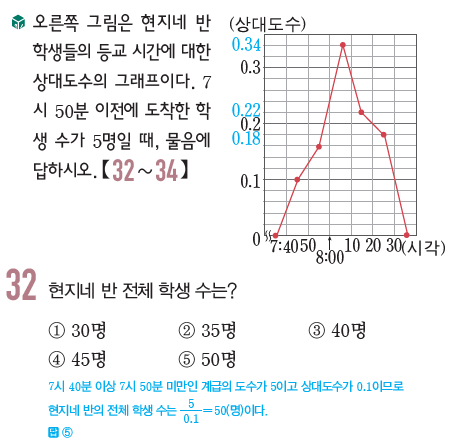 오른쪽 그림은 현지네 반
학생들의 등교 시간에 대한
상대도수의 그래프이다. 7
시 50분 이전에 도착한 학
생 수가 5명일 때, 물음에
답하시오.【32~34】
(상대도수)
0.34
0.3
0.22
0.2
0.18
0.1
0
7:40 50 8:00 10 20 30 (시각)
32 현지네 반 전체 학생 수는?
① 30명 ② 35명 ③ 40명
④ 45명 ⑤ 50명
7시 40분 이상 7시 50분 미만인 계급의 도수가 5이고 상대도수가 0.1이므로
현지네 반의 전체 학생 수는 5/0.1=50(명)이다.
답 ⑤